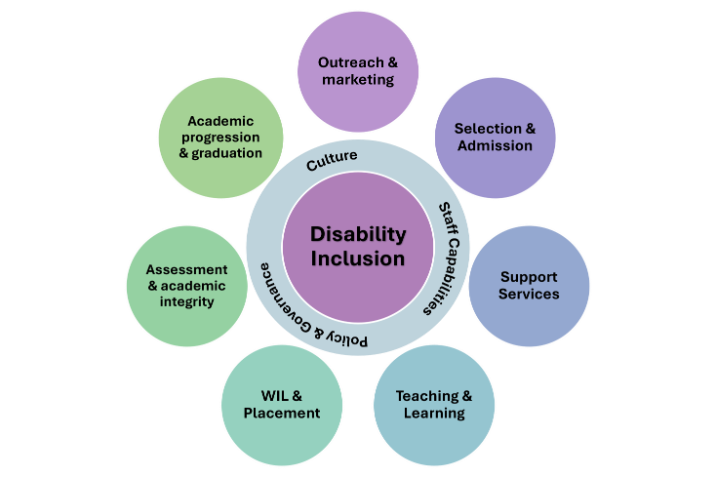 Outreach &
marketing
Selection &
Admission
Support
Services
Teaching &
Learning
WIL &
Placement
Assessment
& academic
integrity
Academic
progression
& graduation
Culture
Staff Capabilities
Policy & Governance
Disability
Inclusion